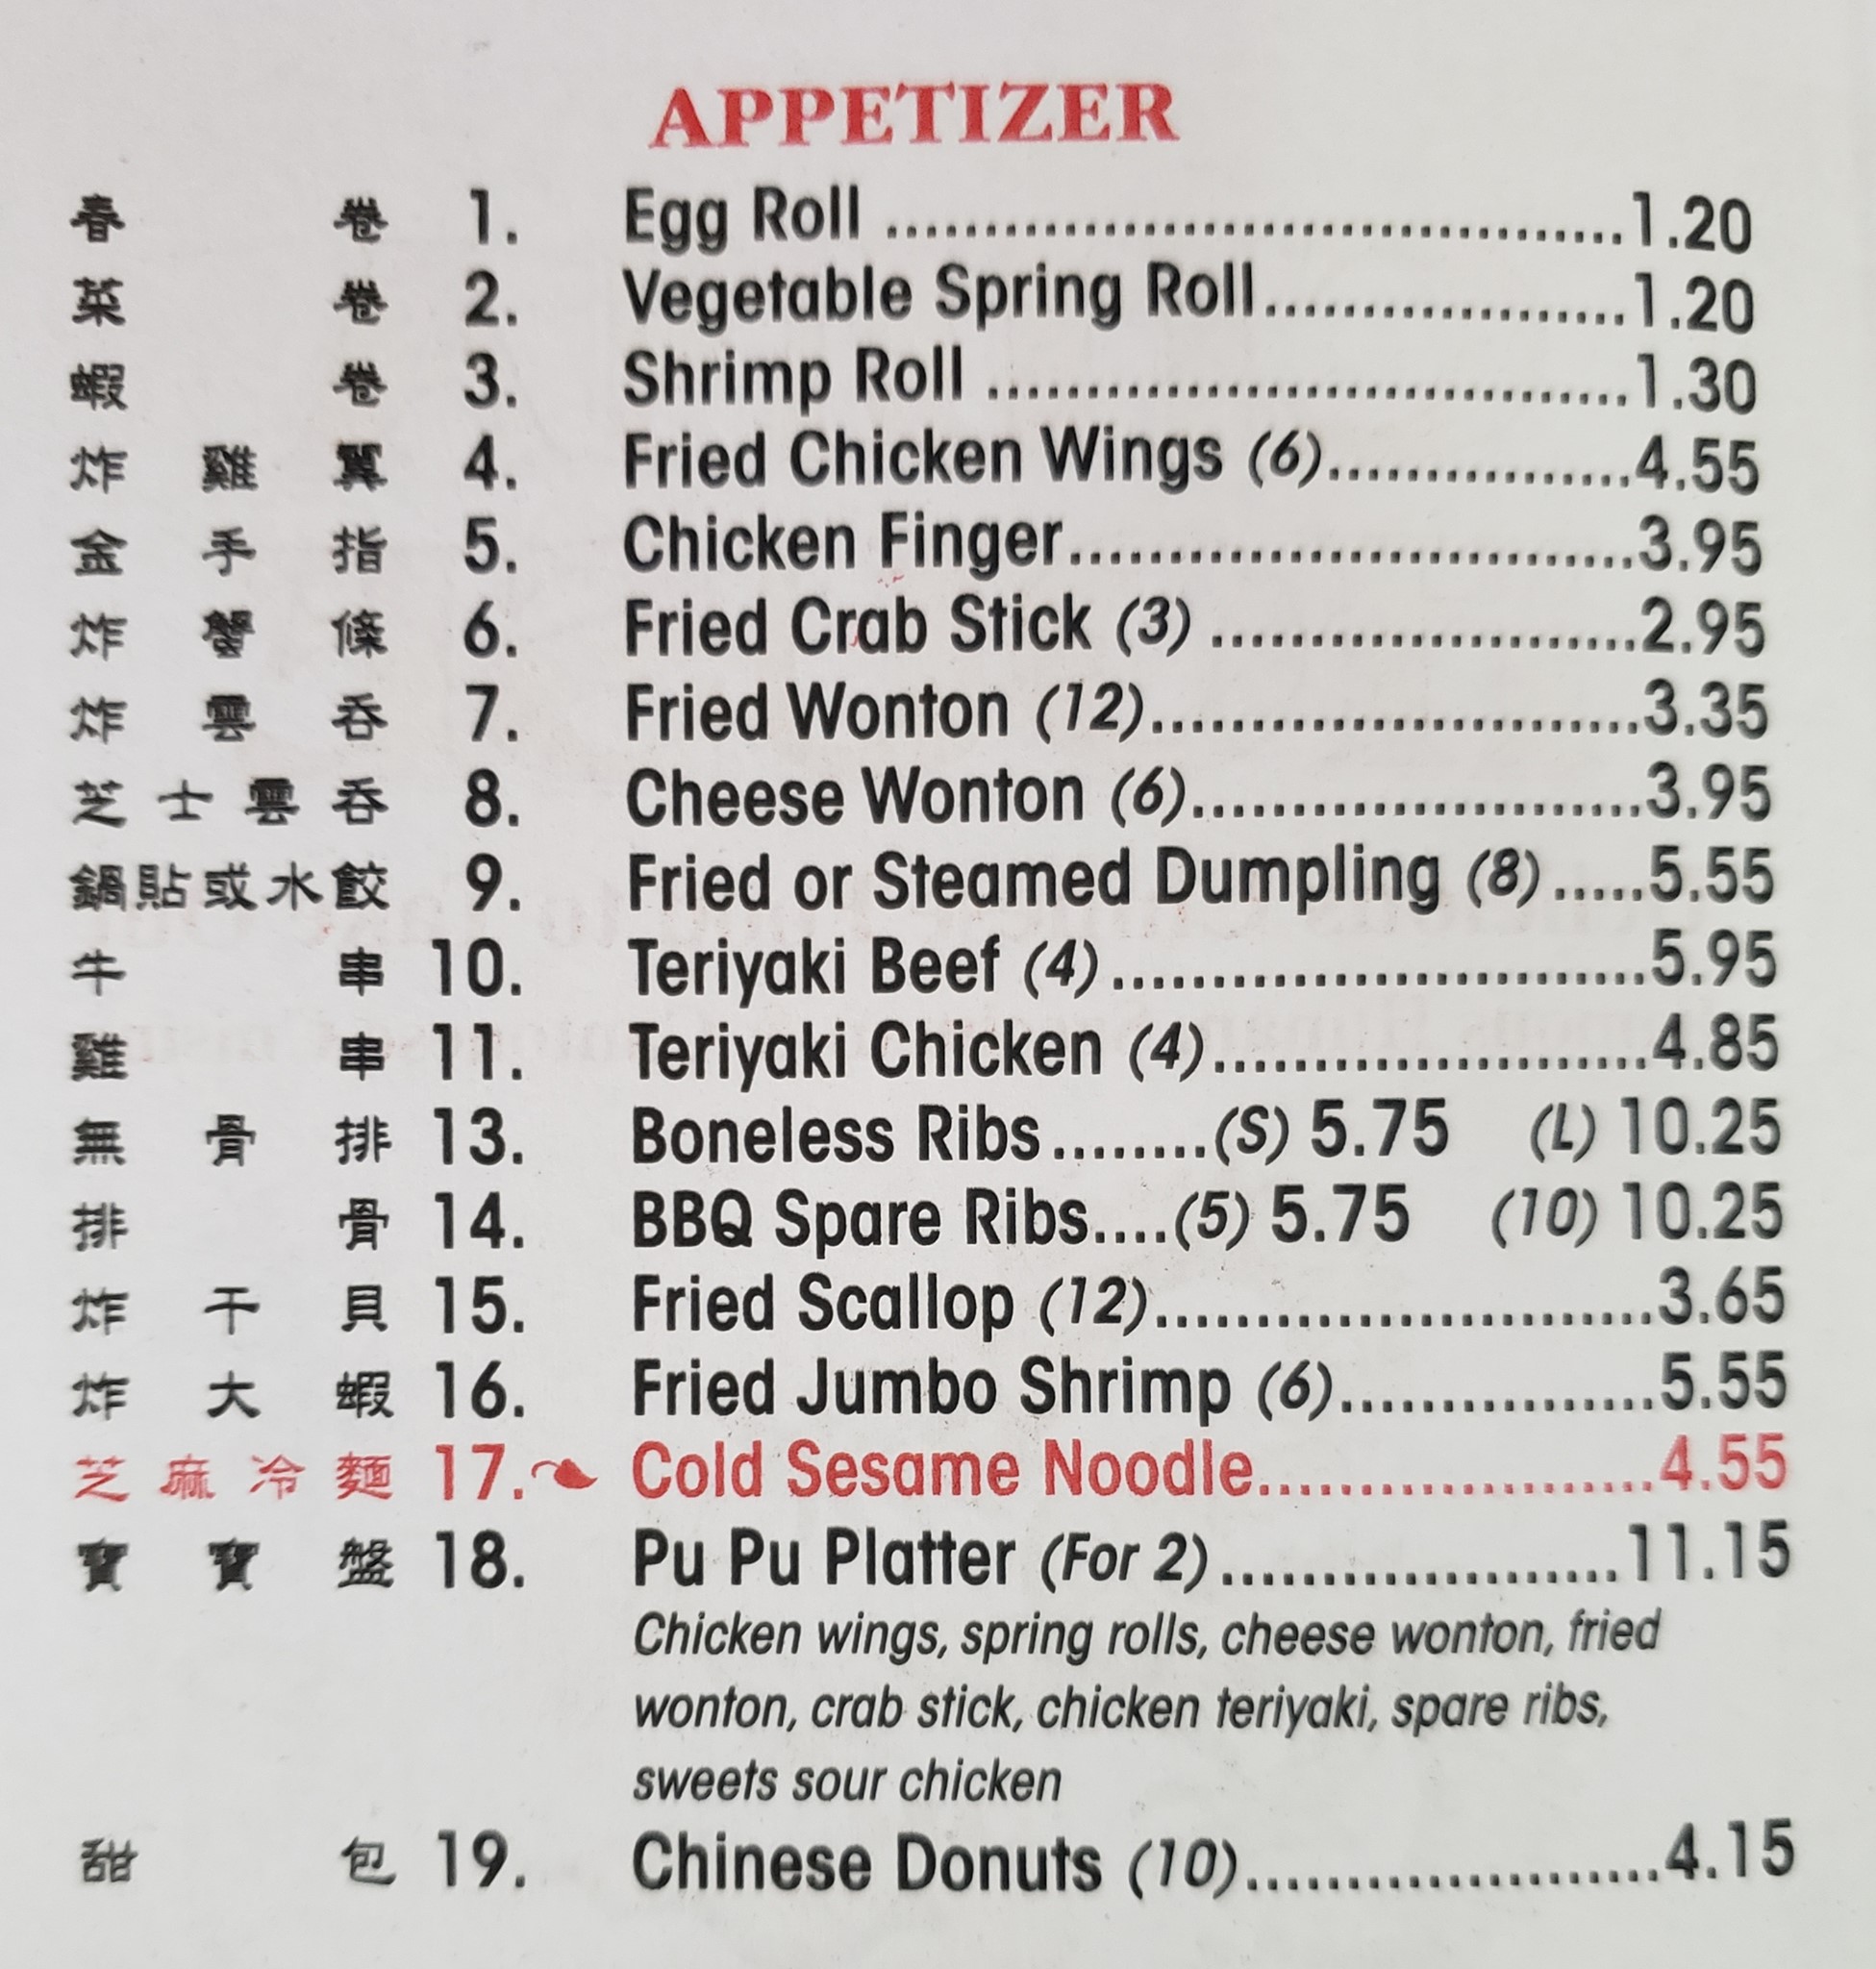 APPETIZER
春卷 1. Egg Roll ..........1.20
菜卷 2. Vegetable Spring Roll..........1.20
蝦卷 3. Shrimp Roll ..........1.30
炸雞翼 4. Fried Chicken Wings (6)..........4.55
金手指 5. Chicken Finger..........3.95
炸蟹條 6. Fried Crab Stick (3) ..........2.95
炸雲吞 7. Fried Wonton (12)..........3.35
芝士雲吞 8. Cheese Wonton (6)..........3.95
鍋貼或水餃 9. Fried or Steamed Dumpling (8) .....5.55
牛串 10. Teriyaki Beef (4) ..........5.95
雞串 11. Teriyaki Chicken (4)..........4.85
無骨排 13. Boneless Ribs........(S) 5.75 (L) 10.25
排骨 14. BBQ Spare Ribs....(5) 5.75 (10) 10.25
炸干貝 15. Fried Scallop (12)..........3.65
炸大蝦 16. Fried Jumbo Shrimp (6)..........5.55
芝麻冷麵 17. Cold Sesame Noodle..........4.55
寶寶盤 18. Pu Pu Platter (For 2) ..........11.15
Chicken wings, spring rolls, cheese wonton, fried
wonton, crab stick, chicken teriyaki, spare ribs,
sweets sour chicken
甜包 19. Chinese Donuts (10)..........4.15